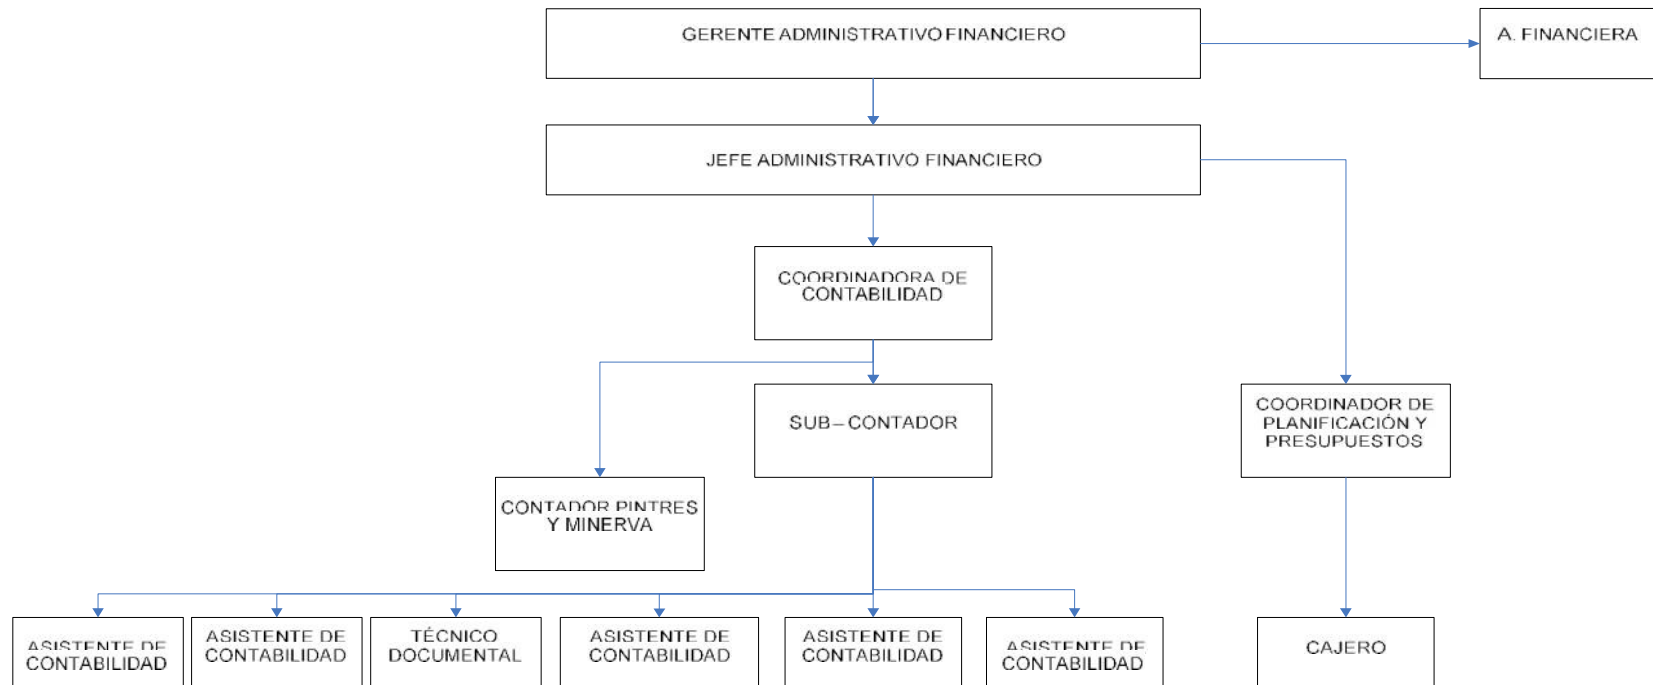 GERENTE ADMINISTRATIVO FINANCIERO
A. FINANCIERA
JEFE ADMINISTRATIVO FINANCIERO
COORDINADORA DE
CONTABILIDAD
SUB – CONTADOR
COORDINADOR DE
PLANIFICACIÓN Y
PRESUPUESTOS
CONTADOR PINTRES
Y MINERVA
ASISTENTE DE
CONTABILIDAD
ASISTENTE DE
CONTABILIDAD
TÉCNICO
DOCUMENTAL
ASISTENTE DE
CONTABILIDAD
ASISTENTE DE
CONTABILIDAD
ASISTENTE DE
CONTABILIDAD
CAJERO